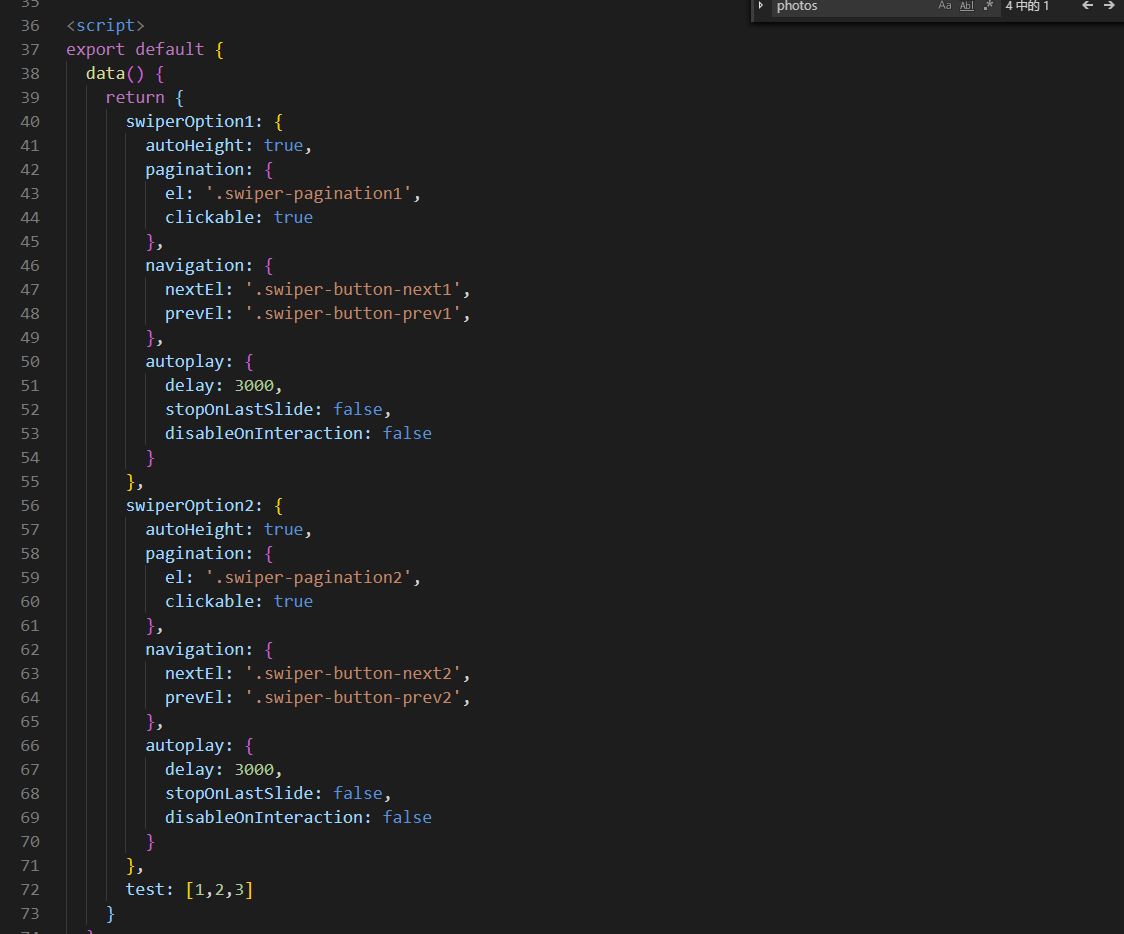 photos Aa Abl .* 4 中的 1 ← →
35
36 <script>
37 export default {
38 data() {
39 return {
40 swiperOption1: {
41 autoHeight: true,
42 pagination: {
43 el: '.swiper-pagination1',
44 clickable: true
45 },
46 navigation: {
47 nextEl: '.swiper-button-next1',
48 prevEl: '.swiper-button-prev1',
49 },
50 autoplay: {
51 delay: 3000,
52 stopOnLastSlide: false,
53 disableOnInteraction: false
54 }
55 },
56 swiperOption2: {
57 autoHeight: true,
58 pagination: {
59 el: '.swiper-pagination2',
60 clickable: true
61 },
62 navigation: {
63 nextEl: '.swiper-button-next2',
64 prevEl: '.swiper-button-prev2',
65 },
66 autoplay: {
67 delay: 3000,
68 stopOnLastSlide: false,
69 disableOnInteraction: false
70 }
71 },
72 test: [1,2,3]
73 }